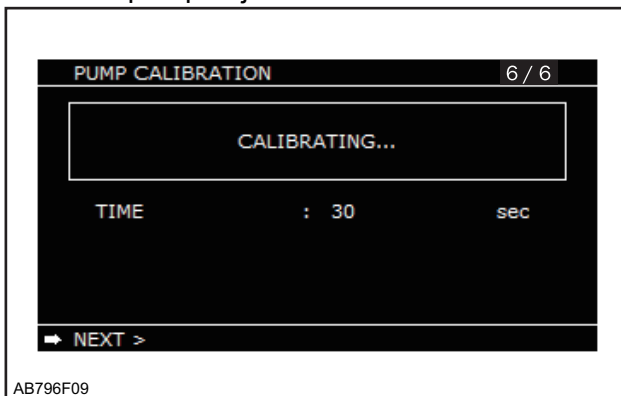 PUMP CALIBRATION 6/6
CALIBRATING...
TIME : 30 sec
➡ NEXT >
AB796F09